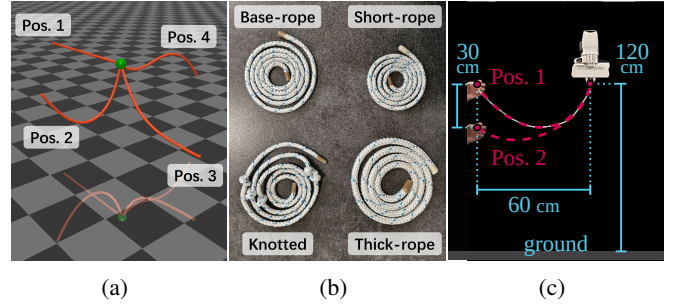 Pos. 1
Pos. 4
Pos. 2
Pos. 3
(a)
Base-rope
Short-rope
Knotted
Thick-rope
(b)
30
cm
120
cm
Pos. 1
Pos. 2
60 cm
ground
(c)